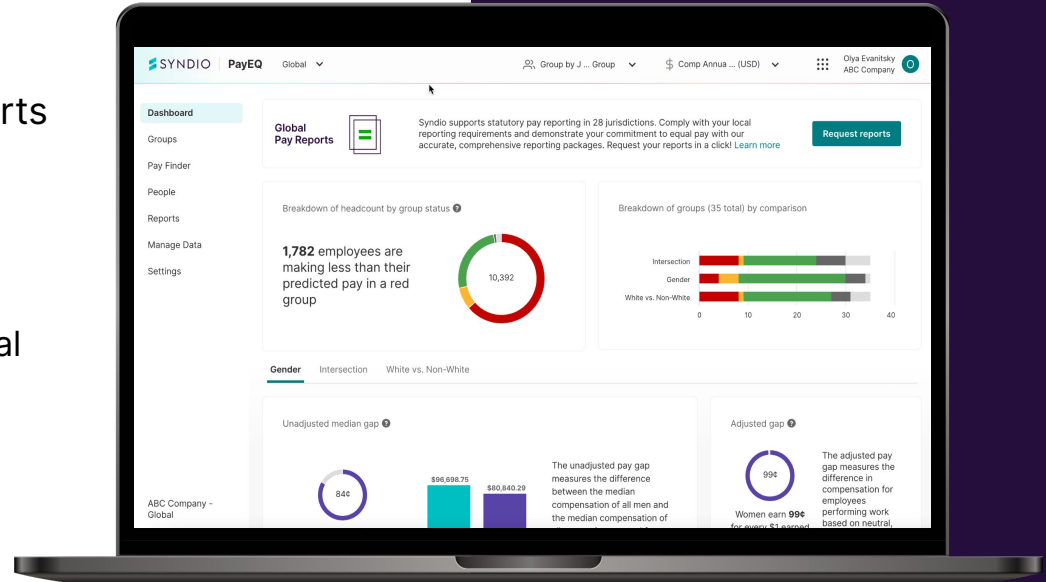 rts
al
SYNDIO PayEQ Global Group by J ... Group Comp Annua ... (USD) Olya Evanitsky O
ABC Company
Dashboard
Groups
Pay Finder
People
Reports
Manage Data
Settings
ABC Company -
Global
Global
Pay Reports
Syndio supports statutory pay reporting in 28 jurisdictions. Comply with your local
reporting requirements and demonstrate your commitment to equal pay with our
accurate, comprehensive reporting packages. Request your reports in a click! Learn more
Request reports
Breakdown of headcount by group status ?
1,782 employees are
making less than their
predicted pay in a red
group
10,392
Breakdown of groups (35 total) by comparison
Intersection
Gender
White vs. Non-White
0 10 20 30 40
Gender Intersection White vs. Non-White
Unadjusted median gap ?
84¢
$96,698.75
$80,840.29
The unadjusted pay gap
measures the difference
between the median
compensation of all men and
the median compensation of
Adjusted gap ?
99¢
Women earn 99¢
for every $1 earned
The adjusted pay
gap measures the
difference in
compensation for
employees
performing work
based on neutral,